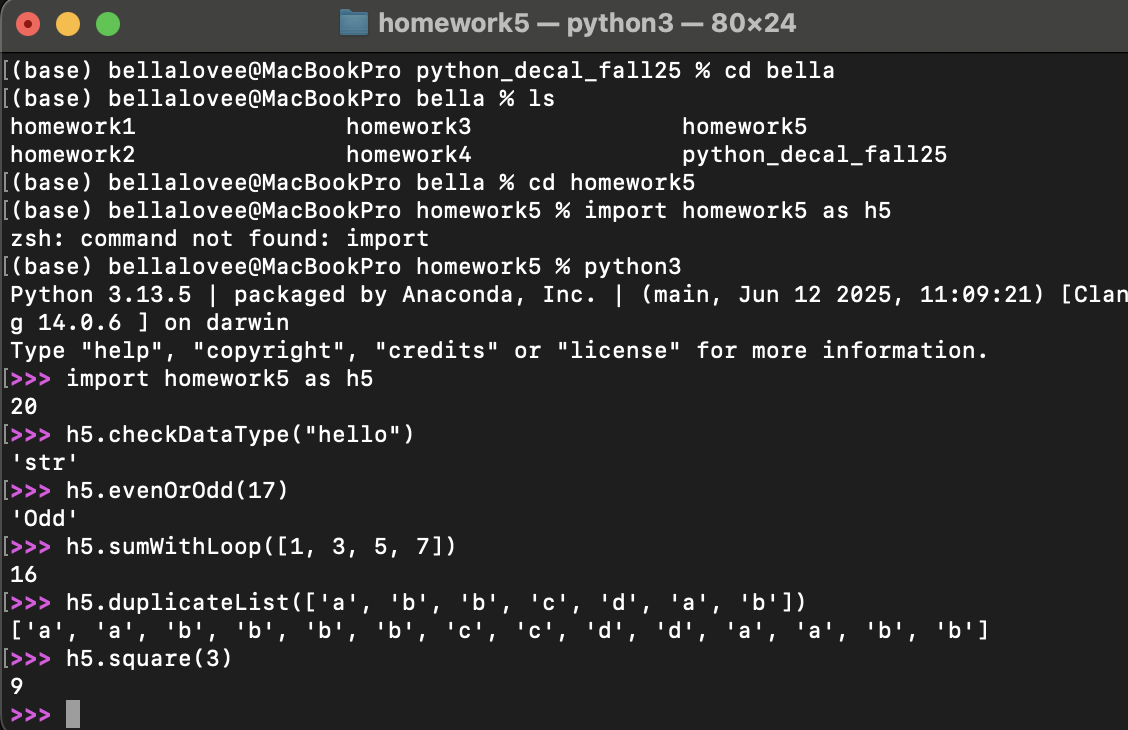 homework5 — python3 — 80×24
[(base) bellalovee@MacBookPro python_decal_fall25 % cd bella
[(base) bellalovee@MacBookPro bella % ls
homework1 homework3 homework5
homework2 homework4 python_decal_fall25
[(base) bellalovee@MacBookPro bella % cd homework5
[(base) bellalovee@MacBookPro homework5 % import homework5 as h5
zsh: command not found: import
[(base) bellalovee@MacBookPro homework5 % python3
Python 3.13.5 | packaged by Anaconda, Inc. | (main, Jun 12 2025, 11:09:21) [Clan
g 14.0.6 ] on darwin
Type "help", "copyright", "credits" or "license" for more information.
[>>> import homework5 as h5
20
[>>> h5.checkDataType("hello")
'str'
[>>> h5.evenOrOdd(17)
'Odd'
[>>> h5.sumWithLoop([1, 3, 5, 7])
16
[>>> h5.duplicateList(['a', 'b', 'b', 'c', 'd', 'a', 'b'])
['a', 'a', 'b', 'b', 'b', 'b', 'c', 'c', 'd', 'd', 'a', 'a', 'b', 'b']
[>>> h5.square(3)
9
>>>